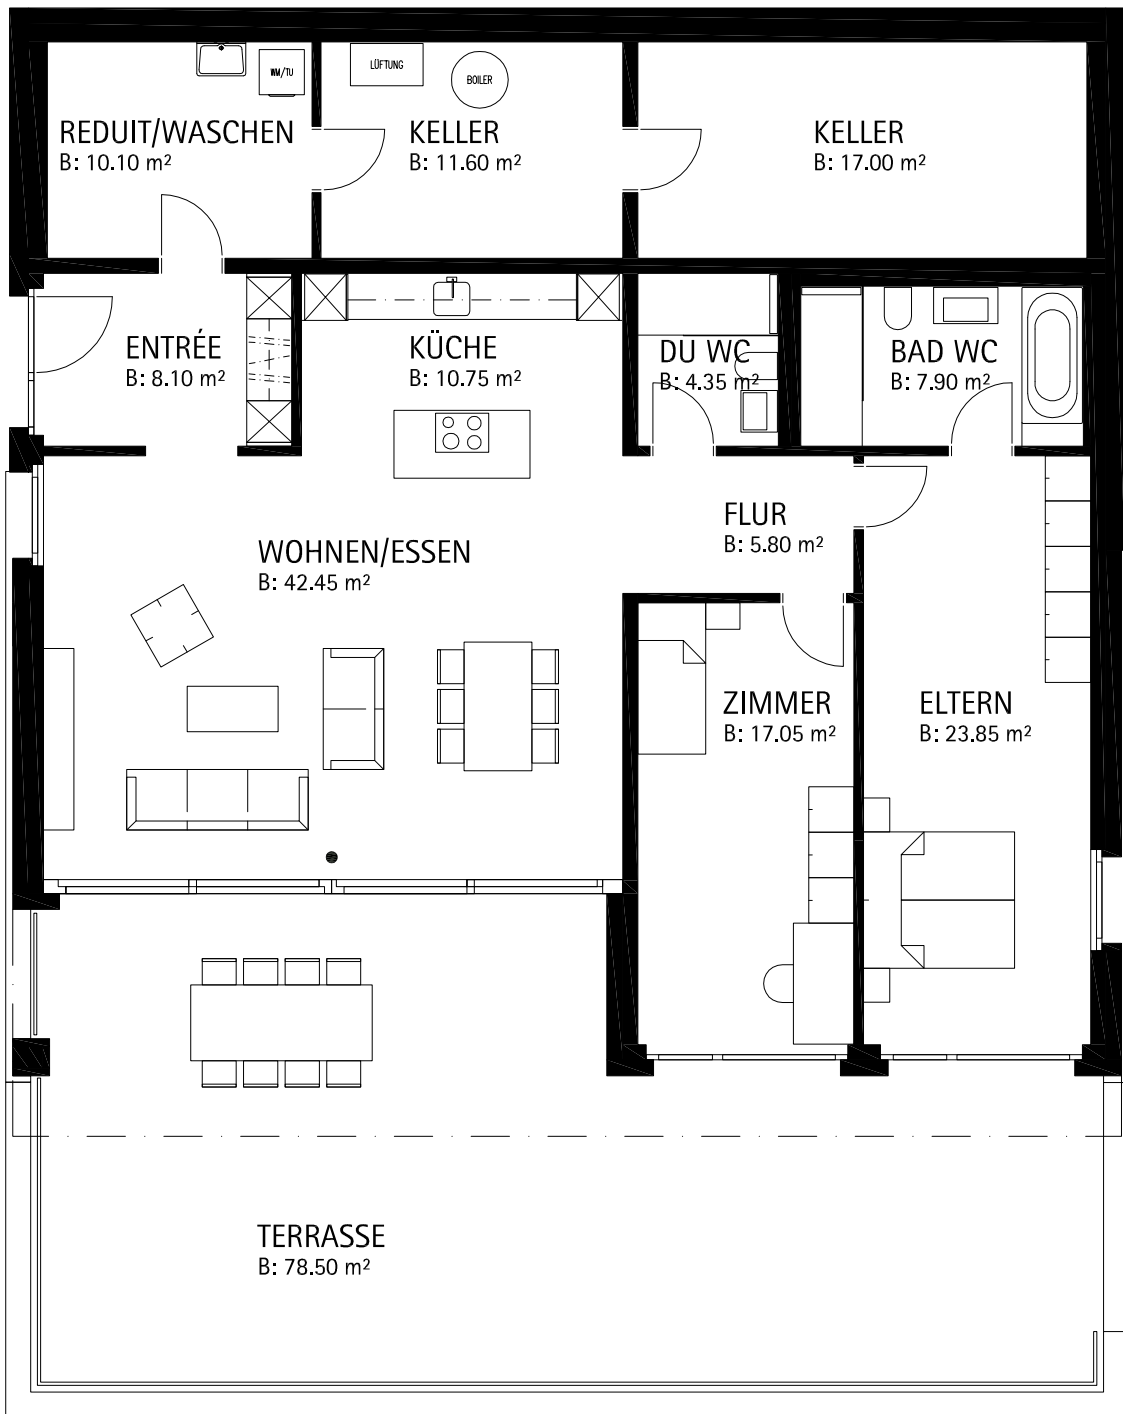 WM/TU
LÜFTUNG
BOILER
REDUIT/WASCHEN
B: 10.10 m²
KELLER
B: 11.60 m²
KELLER
B: 17.00 m²
ENTRÉE
B: 8.10 m²
KÜCHE
B: 10.75 m²
DU WC
B: 4.35 m²
BAD WC
B: 7.90 m²
FLUR
B: 5.80 m²
WOHNEN/ESSEN
B: 42.45 m²
ZIMMER
B: 17.05 m²
ELTERN
B: 23.85 m²
TERRASSE
B: 78.50 m²